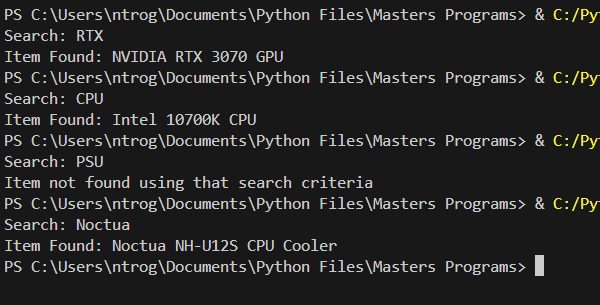 PS C:\Users\ntrog\Documents\Python Files\Masters Programs> & C:/Py
Search: RTX
Item Found: NVIDIA RTX 3070 GPU
PS C:\Users\ntrog\Documents\Python Files\Masters Programs> & C:/Py
Search: CPU
Item Found: Intel 10700K CPU
PS C:\Users\ntrog\Documents\Python Files\Masters Programs> & C:/Py
Search: PSU
Item not found using that search criteria
PS C:\Users\ntrog\Documents\Python Files\Masters Programs> & C:/Py
Search: Noctua
Item Found: Noctua NH-U12S CPU Cooler
PS C:\Users\ntrog\Documents\Python Files\Masters Programs>